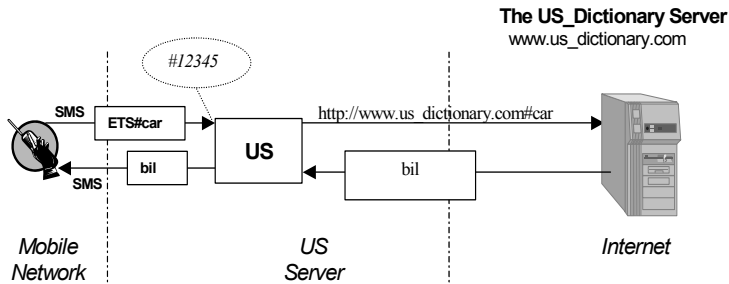 The US_Dictionary Server
www.us_dictionary.com
#12345
SMS
ETS#car
http://www.us_dictionary.com#car
US
bil
bil
SMS
Mobile
Network
US
Server
Internet